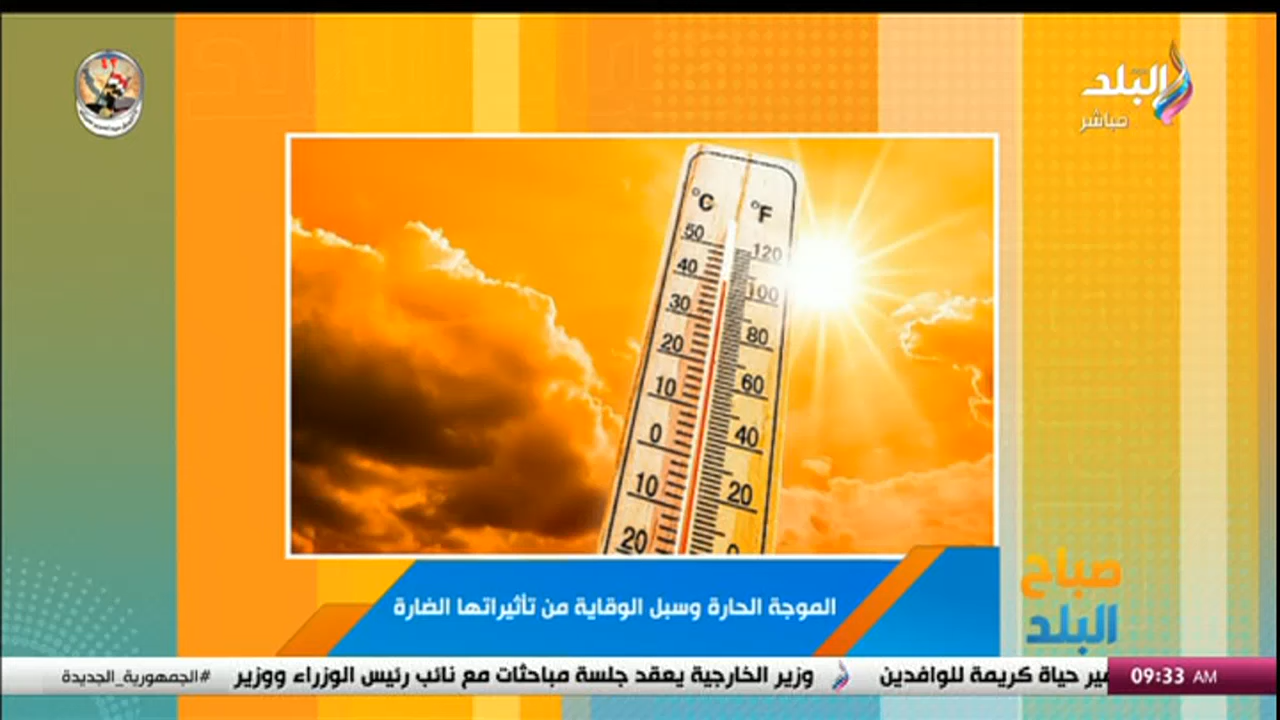 البلد
مباشر
°C °F
50 120
40 100
30 80
20 60
10 40
0 20
10 0
20
صباح
البلد
الموجة الحارة وسبل الوقاية من تأثيراتها الضارة
09:33 AM
حياة كريمة للوافدين
وزير الخارجية يعقد جلسة مباحثات مع نائب رئيس الوزراء ووزير
#الجمهورية_الجديدة